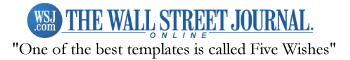 WSJ
.com
THE WALL STREET JOURNAL.
ONLINE
"One of the best templates is called Five Wishes"